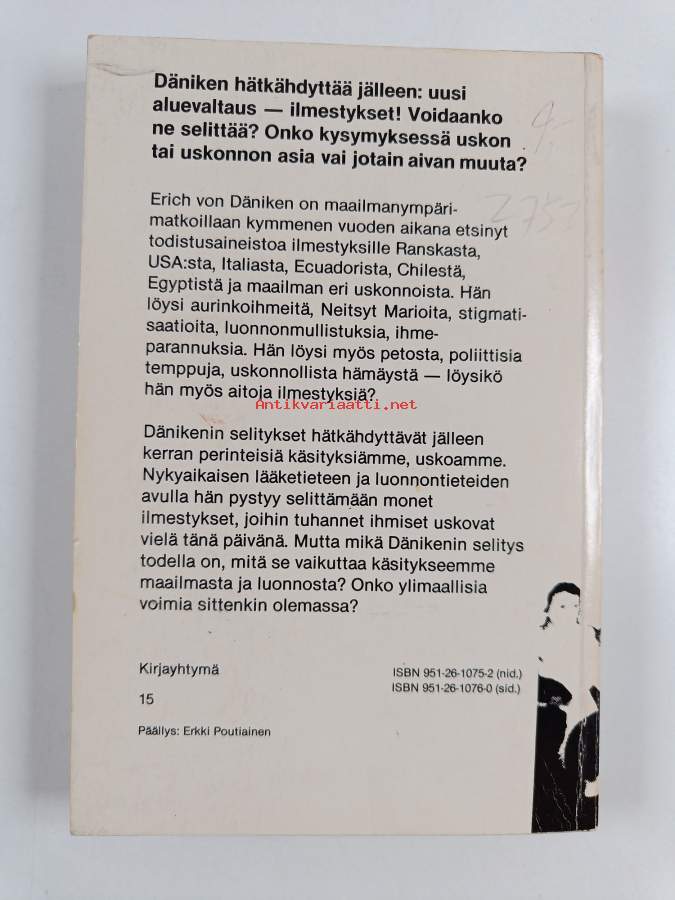 Däniken hätkähdyttää jälleen: uusi
aluevaltaus — ilmestykset! Voidaanko
ne selittää? Onko kysymyksessä uskon
tai uskonnon asia vai jotain aivan muuta?
Erich von Däniken on maailmanympäri-
matkoillaan kymmenen vuoden aikana etsinyt
todistusaineistoa ilmestyksille Ranskasta,
USA:sta, Italiasta, Ecuadorista, Chilestä,
Egyptistä ja maailman eri uskonnoista. Hän
löysi aurinkoihmeitä, Neitsyt Marioita, stigmati-
saatioita, luonnonmullistuksia, ihme-
parannuksia. Hän löysi myös petosta, poliittisia
temppuja, uskonnollista hämäystä — löysikö
hän myös aitoja ilmestyksiä?
Antikvariaatti.net
Dänikenin selitykset hätkähdyttävät jälleen
kerran perinteisiä käsityksiämme, uskoamme.
Nykyaikaisen lääketieteen ja luonnontieteiden
avulla hän pystyy selittämään monet
ilmestykset, joihin tuhannet ihmiset uskovat
vielä tänä päivänä. Mutta mikä Dänikenin selitys
todella on, mitä se vaikuttaa käsitykseemme
maailmasta ja luonnosta? Onko ylimaallisia
voimia sittenkin olemassa?
Kirjayhtymä
ISBN 951-26-1075-2 (nid.)
ISBN 951-26-1076-0 (sid.)
15
Päällys: Erkki Poutiainen